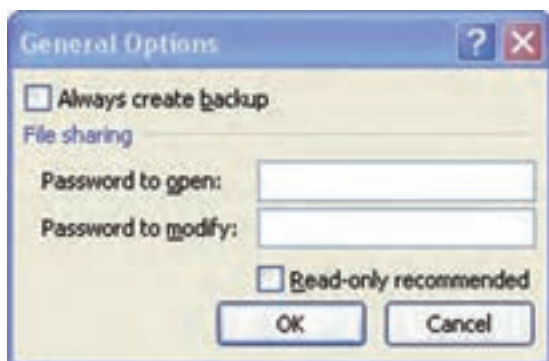 General Options
Always create backup
File sharing
Password to open:
Password to modify:
Read-only recommended
OK Cancel